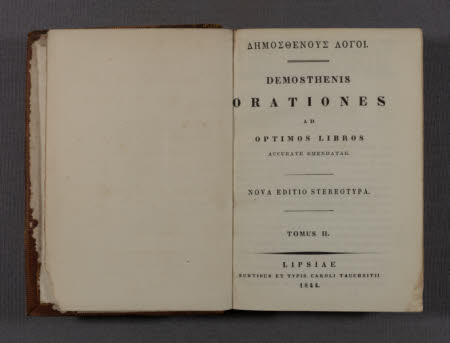 ΔΗΜΟΣΘΕΝΟΥΣ ΛΟΓΟΙ.
DEMOSTHENIS
ORATIONES
AD
OPTIMOS LIBROS
ACCURATE EMENDATAE.
NOVA EDITIO STEREOTYPA.
TOMUS II.
LIPSIAE
SUMTIBUS ET TYPIS CAROLI TAUCHNITII
1844.